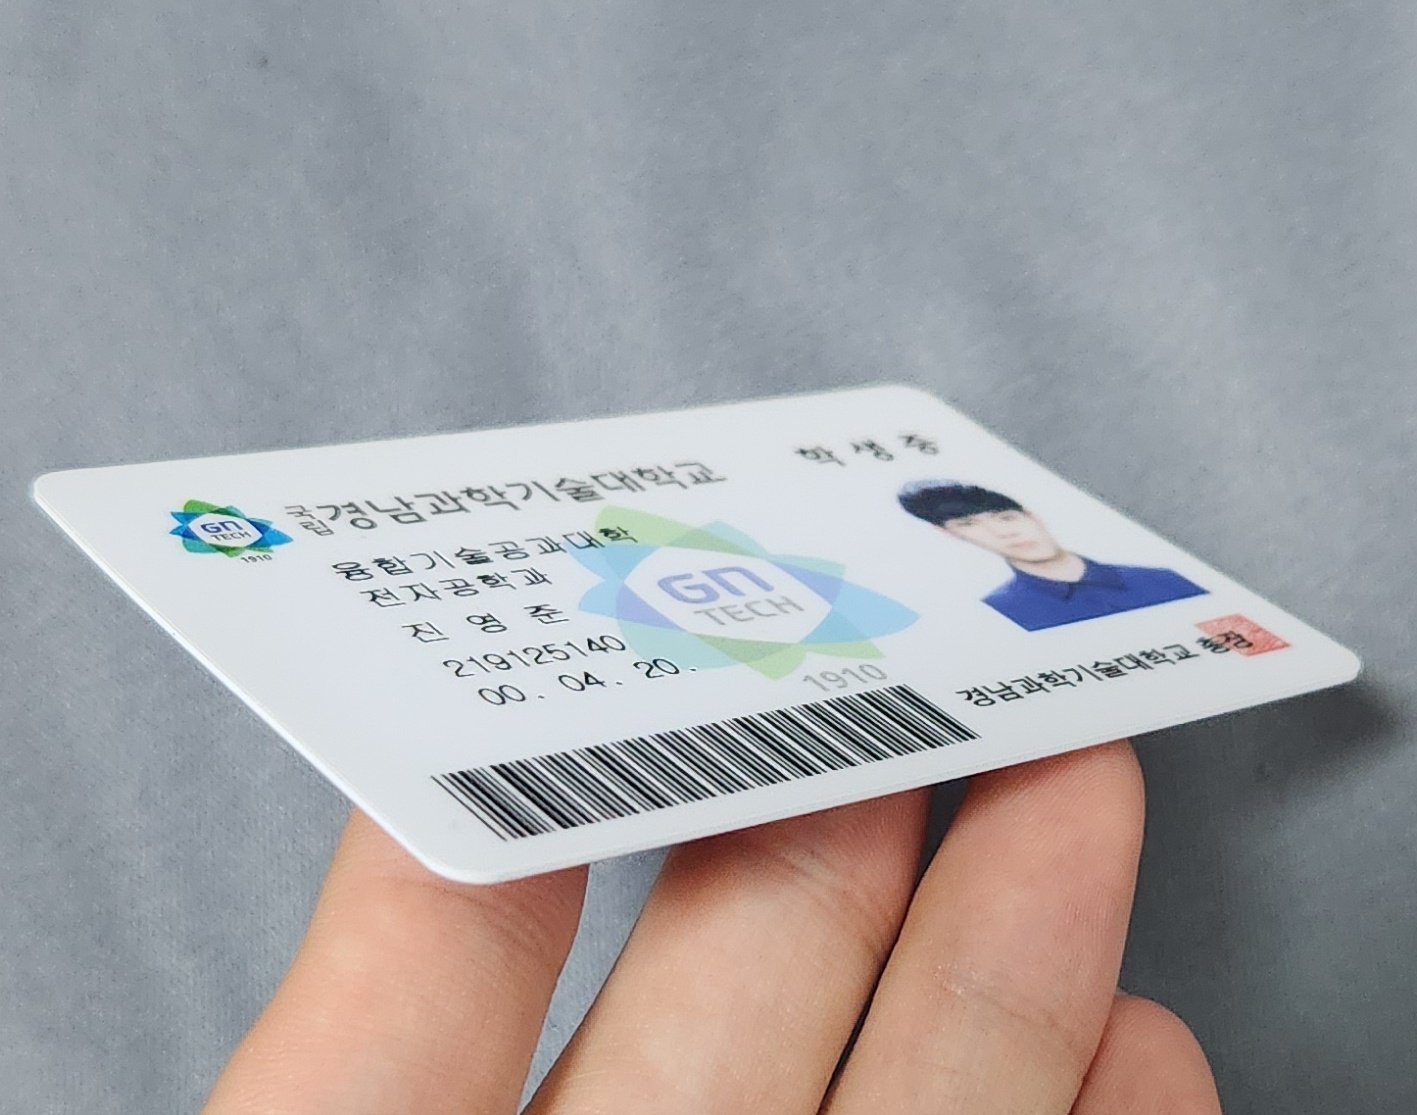 학 생 증
GN
TECH
1910
국립 경남과학기술대학교
융합기술공과대학
전자공학과
진 영 준
219125140
00. 04. 20.
GN
TECH
1910
경남과학기술대학교 총장